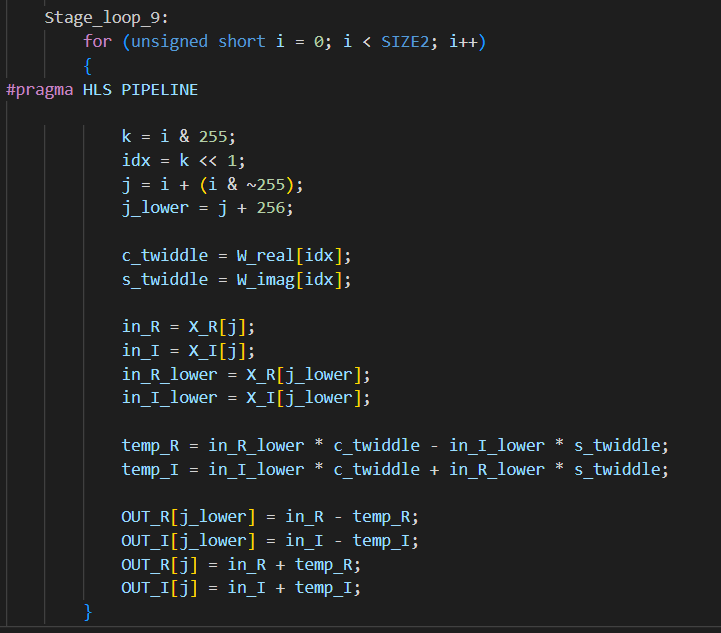 Stage_loop_9:
for (unsigned short i = 0; i < SIZE2; i++)
{
#pragma HLS PIPELINE
k = i & 255;
idx = k << 1;
j = i + (i & ~255);
j_lower = j + 256;
c_twiddle = W_real[idx];
s_twiddle = W_imag[idx];
in_R = X_R[j];
in_I = X_I[j];
in_R_lower = X_R[j_lower];
in_I_lower = X_I[j_lower];
temp_R = in_R_lower * c_twiddle - in_I_lower * s_twiddle;
temp_I = in_I_lower * c_twiddle + in_R_lower * s_twiddle;
OUT_R[j_lower] = in_R - temp_R;
OUT_I[j_lower] = in_I - temp_I;
OUT_R[j] = in_R + temp_R;
OUT_I[j] = in_I + temp_I;
}